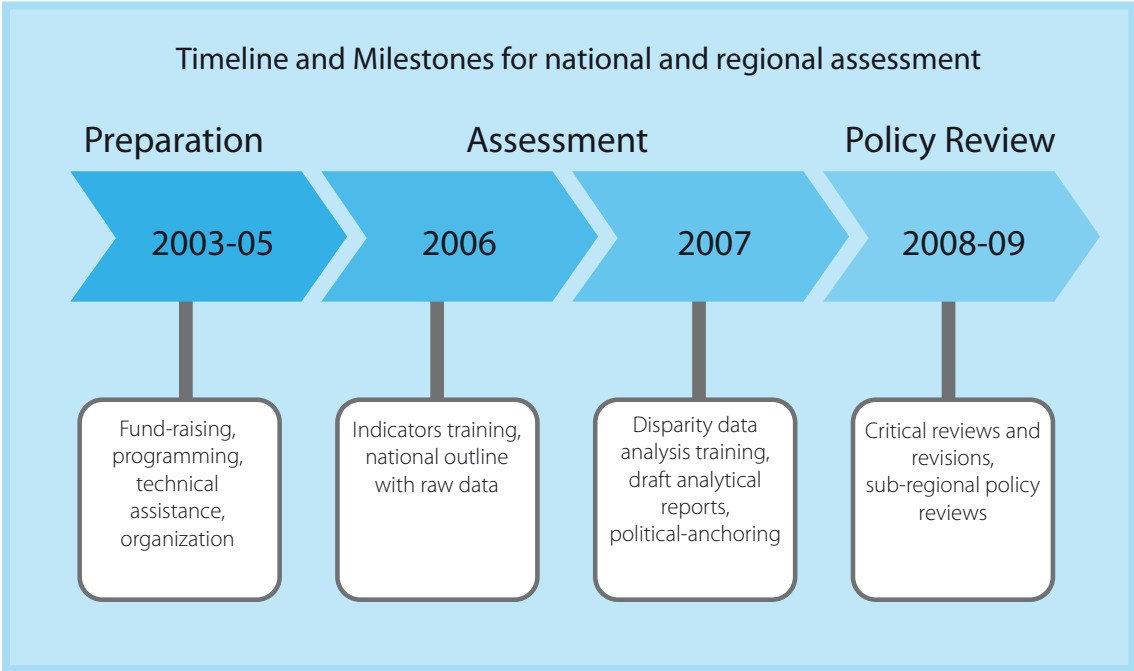 Timeline and Milestones for national and regional assessment
Preparation
Assessment
Policy Review
2003-05
2006
2007
2008-09
Fund-raising,
programming,
technical
assistance,
organization
Indicators training,
national outline
with raw data
Disparity data
analysis training,
draft analytical
reports,
political-anchoring
Critical reviews and
revisions,
sub-regional policy
reviews